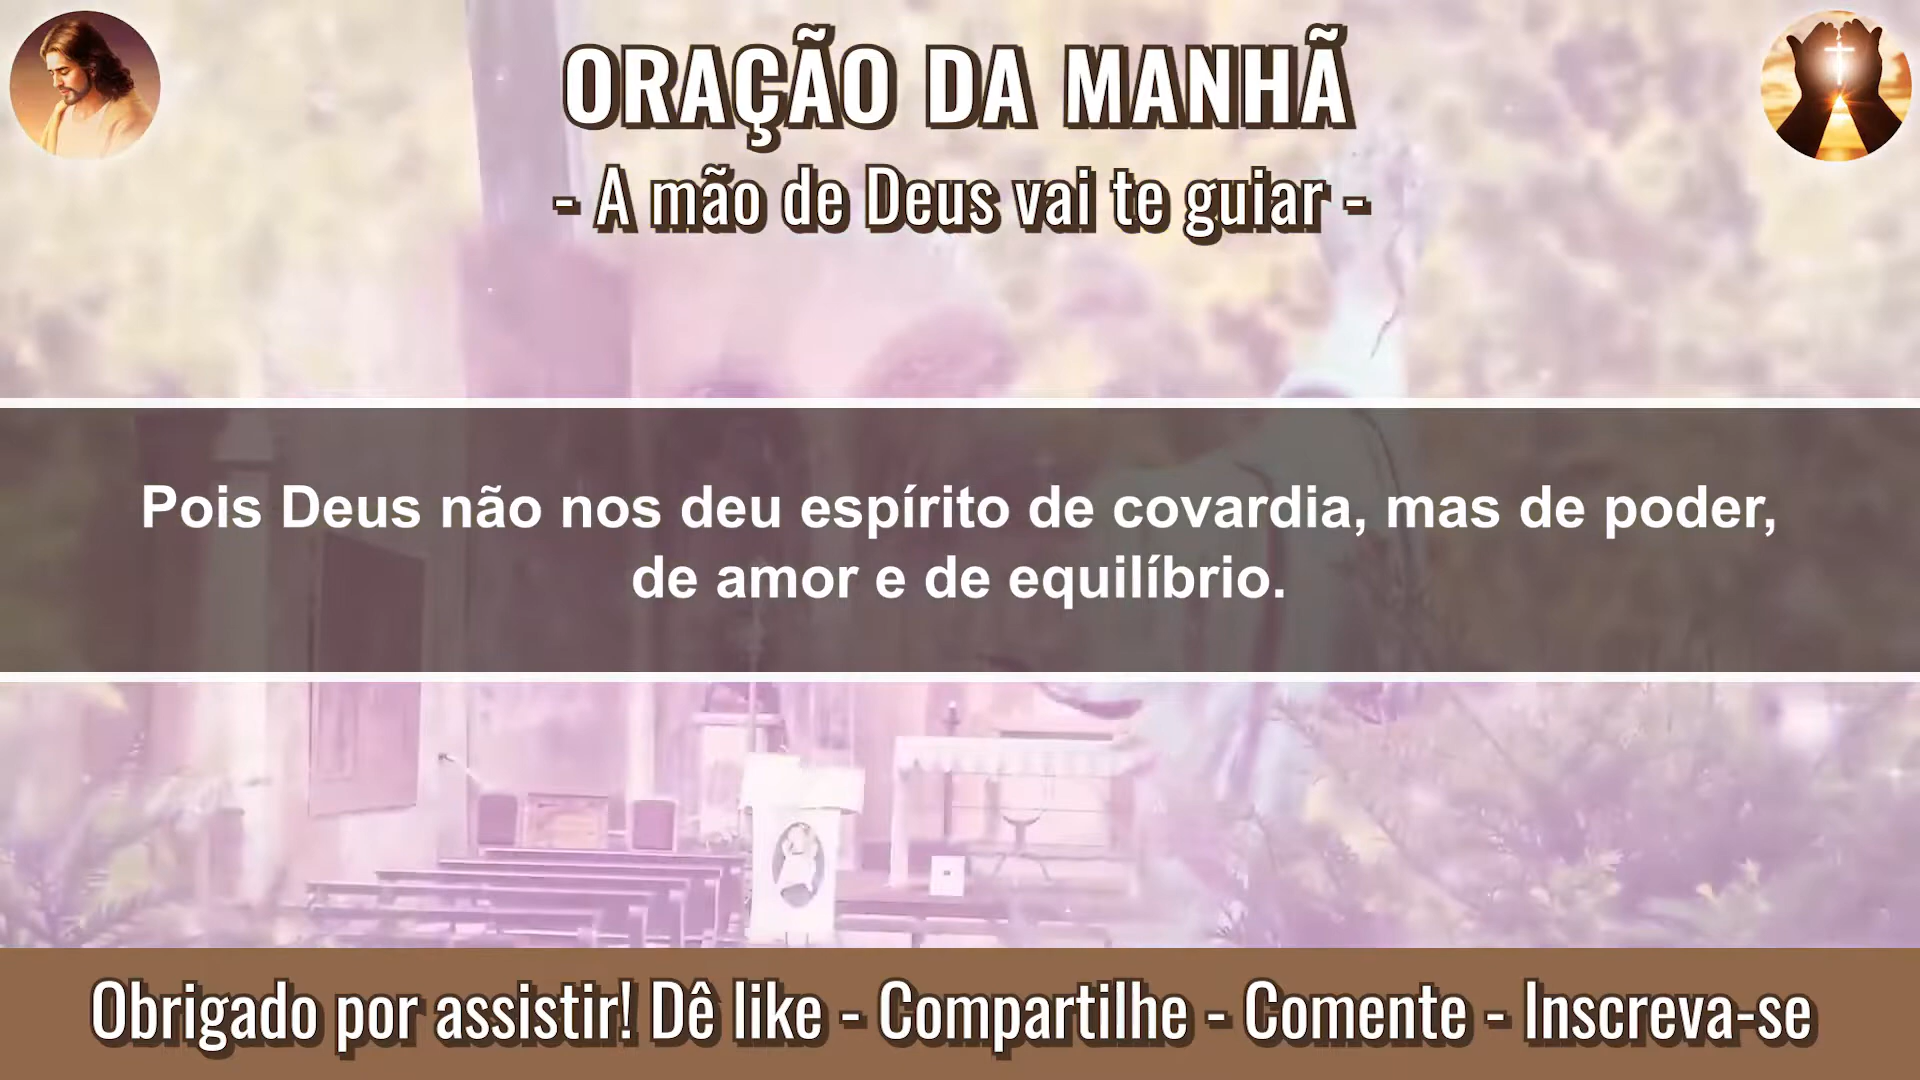 ORAÇÃO DA MANHÃ
- A mão de Deus vai te guiar -
Pois Deus não nos deu espírito de covardia, mas de poder,
de amor e de equilíbrio.
Obrigado por assistir! Dê like - Compartilhe - Comente - Inscreva-se